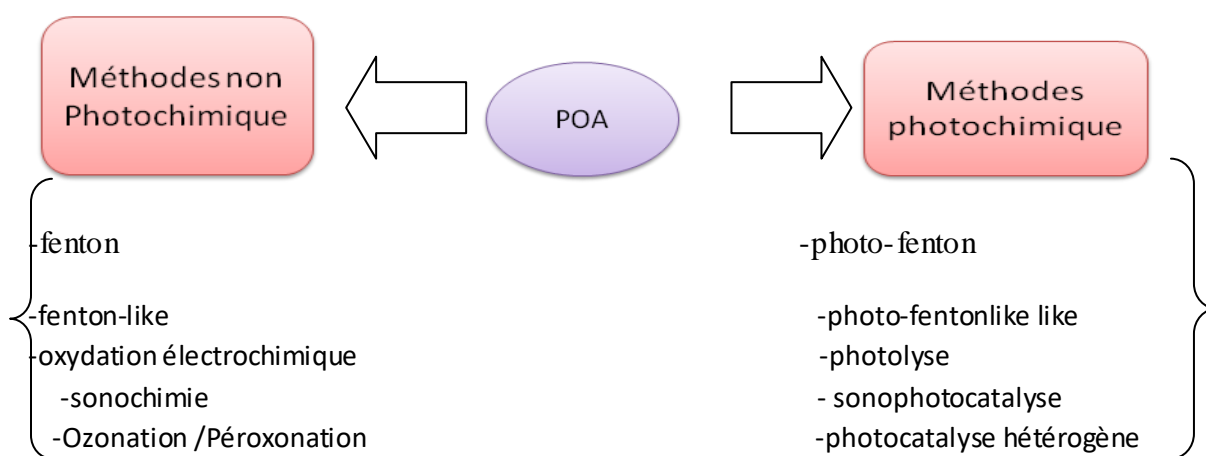 Méthodes non
Photochimique
POA
Méthodes
photochimique
-fenton
-fenton-like
-oxydation électrochimique
-sonochimie
-Ozonation /Péroxonation
-photo-fenton
-photo-fentonlike like
-photolyse
- sonophotocatalyse
-photocatalyse hétérogène